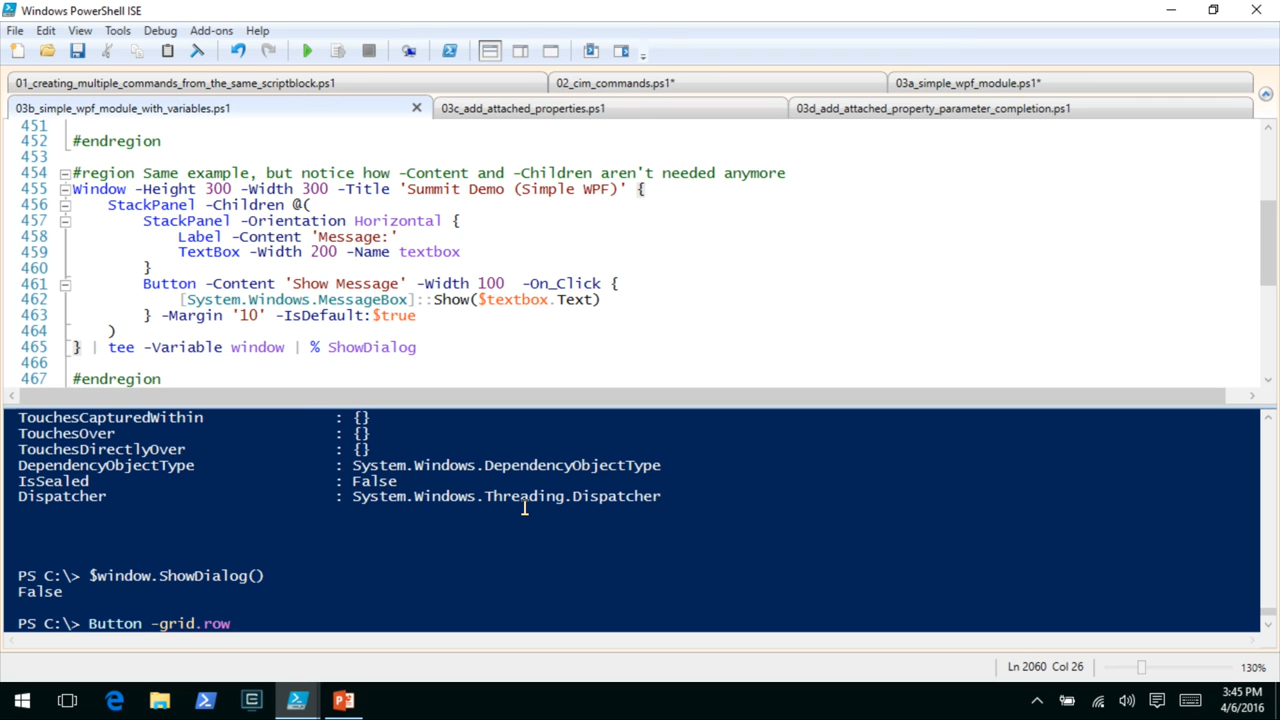 Windows PowerShell ISE
File Edit View Tools Debug Add-ons Help
01_creating_multiple_commands_from_the_same_scriptblock.ps1 02_cim_commands.ps1* 03a_simple_wpf_module.ps1*
03b_simple_wpf_module_with_variables.ps1 03c_add_attached_properties.ps1 03d_add_attached_property_parameter_completion.ps1
451
452 #endregion
453
454 #region Same example, but notice how -Content and -Children aren't needed anymore
455 Window -Height 300 -Width 300 -Title 'Summit Demo (Simple WPF)' {
456 StackPanel -Children @(
457 StackPanel -Orientation Horizontal {
458 Label -Content 'Message:'
459 TextBox -Width 200 -Name textbox
460 }
461 Button -Content 'Show Message' -Width 100 -On_Click {
462 [System.Windows.MessageBox]::Show($textbox.Text)
463 } -Margin '10' -IsDefault:$true
464 )
465 } | tee -Variable window | % ShowDialog
466
467 #endregion
TouchesCapturedWithin : {}
TouchesOver : {}
TouchesDirectlyOver : {}
DependencyObjectType : System.Windows.DependencyObjectType
IsSealed : False
Dispatcher : System.Windows.Threading.Dispatcher
PS C:\> $window.ShowDialog()
False
PS C:\> Button -grid.row
Ln 2060 Col 26 130%
3:45 PM
4/6/2016